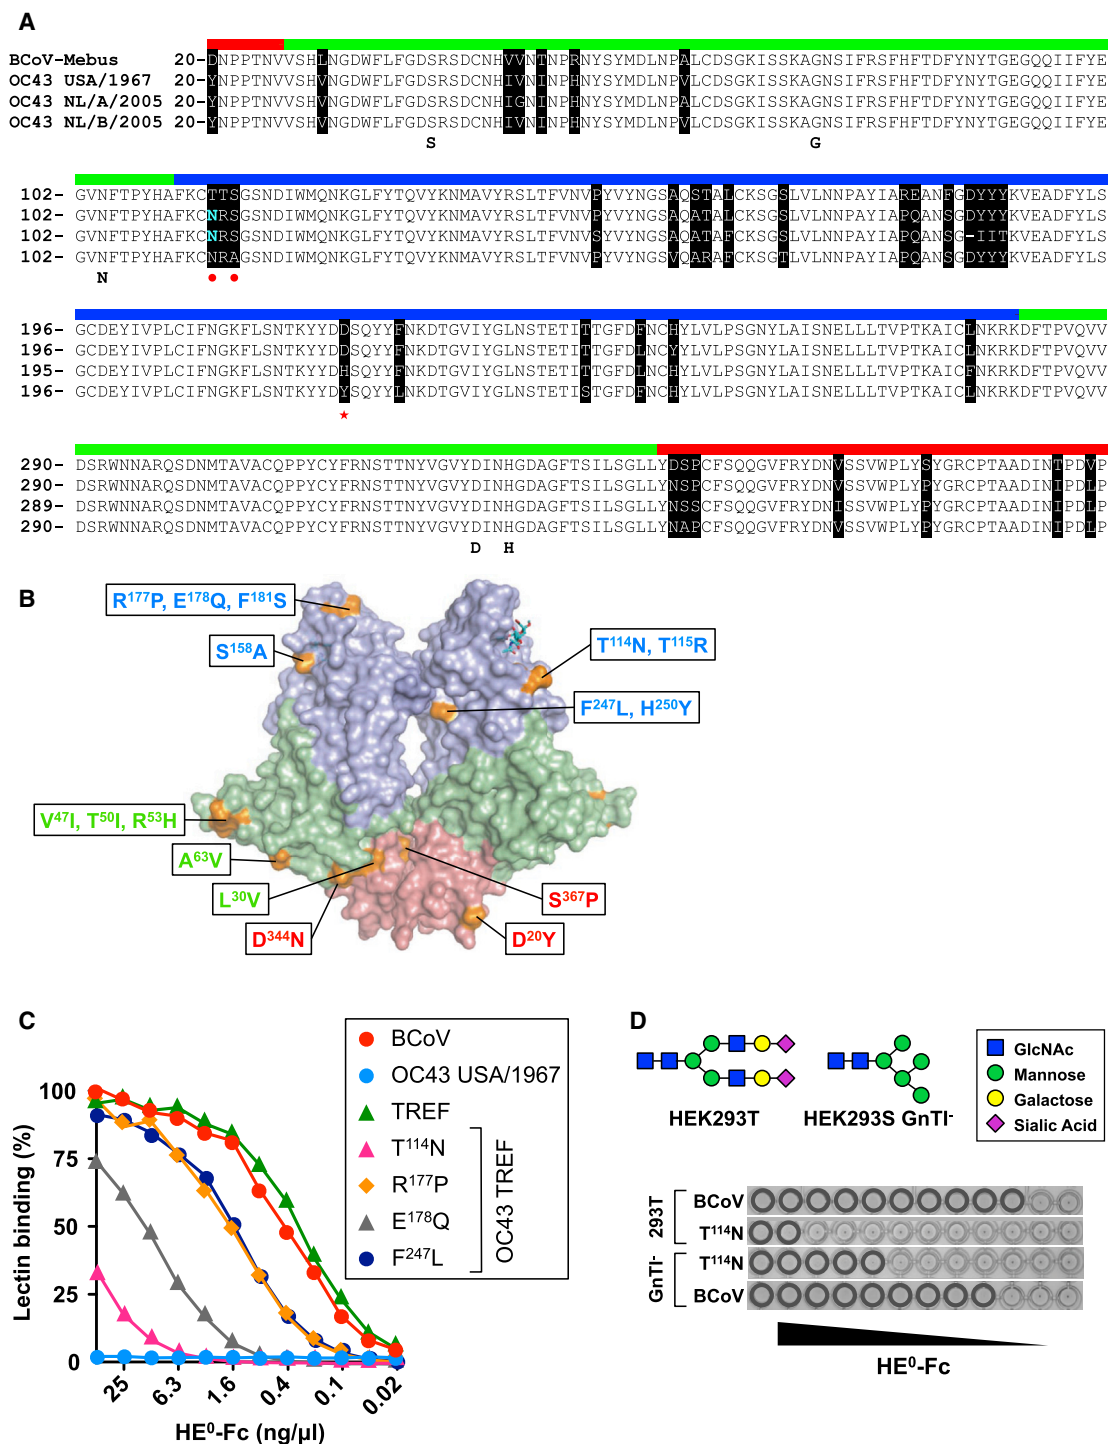 A
BCoV-Mebus 20- DNPPTNVVSHLNGDWFLFGDSRSDCNHVVNTNPRNYSYMDLNPALCDSGKISSKAGNSIFRSFHFTDFYNYTGEGQQIIFYE
OC43 USA/1967 20- YNPPTNVVSHVNGDWFLFGDSRSDCNHIVNINPHNYSYMDLNPVLCDSGKISSKAGNSIFRSFHFTDFYNYTGEGQQIIFYE
OC43 NL/A/2005 20- YNPPTNVVSHVNGDWFLFGDSRSDCNHIGNINPHNYSYMDLNPALCDSGKISSKAGNSIFRSFHFTDFYNYTGEGQQIIFYE
OC43 NL/B/2005 20- YNPPTNVVSHVNGDWFLFGDSRSDCNHIVNINPHNYSYMDLNPVLCDSGKISSKAGNSIFRSFHFTDFYNYTGEGQQIIFYE
S G
102- GVNFTPYHAFKCTTSGSNDIWMQNKGLFYTQVYKNMAVYRSLTFVNVPYVYNGSAQSTALCKSGSLVLNNPAYIAREANFGDYYYKVEADFYLS
102- GVNFTPYHAFKCNRSGSNDIWMQNKGLFYTQVYKNMAVYRSLTFVNVPYVYNGSAQATALCKSGSLVLNNPAYIAPQANSGDYYYKVEADFYLS
102- GVNFTPYHAFKCNRSGSNDIWMQNKGLFYTQVYKNMAVYRSLTFVNVSYVYNGSAQATAFCKSGSLVLNNPAYIAPQANSG-IITKVEADFYLS
102- GVNFTPYHAFKCNRAGSNDIWMQNKGLFYTQVYKNMAVYRSLTFVNVPYVYNGSVQARAFCKSGTLVLNNPAYIAPQANSGDYYYKVEADFYLS
N
196- GCDEYIVPLCIFNGKFLSNTKYYDDSQYYFNKDTGVIYGLNSTETITTGFDFNCHYLVLPSGNYLAISNELLLTVPTKAICLNKRKDFTPVQVV
196- GCDEYIVPLCIFNGKFLSNTKYYDDSQYYFNKDTGVIYGLNSTETITTGFDLNCYYLVLPSGNYLAISNELLLTVPTKAICLNKRKDFTPVQVV
195- GCDEYIVPLCIFNGKFLSNTKYYDHSQYYFNKDTGVIYGLNSTETITTGFDLNCHYLVLPSGNYLAISNELLLTVPTKAICFNKRKDFTPVQVV
196- GCDEYIVPLCIFNGKFLSNTKYYDYSQYYLNKDTGVIYGLNSTETITSGFDLNCHYLVLPSGNYLAISNELLLTVPTKAICLNKRKDFTPVQVV
290- DSRWNNARQSDNMTAVACQPPYCYFRNSTTNYVGVYDINHGDAGFTSILSGLLYDSPCFSQQGVFRYDNVSSVWPLYSYGRCPTAADINTPDVP
290- DSRWNNARQSDNMTAVACQPPYCYFRNSTTNYVGVYDINHGDAGFTSILSGLLYNSPCFSQQGVFRYDNVSSVWPLYPYGRCPTAADINIPDLP
289- DSRWNNARQSDNMTAVACQPPYCYFRNSTTNYVGVYDINHGDAGFTSILSGLLYNSSCFSQQGVFRYDNISSVWPLYPYGRCPTAADINIPDLP
290- DSRWNNARQSDNMTAVACQPPYCYFRNSTTNYVGVYDINHGDAGFTSILSGLLYNAPCFSQQGVFRYDNVSSVWPLYPYGRCPTAADINIPDLP
D H
B
R177P, E178Q, F181S
S158A
T114N, T115R
F247L, H250Y
V47I, T50I, R53H
A63V
L30V
D344N
S367P
D20Y
C
BCoV
OC43 USA/1967
TREF
T114N
R177P
E178Q
F247L
OC43 TREF
Lectin binding (%)
100
75
50
25
0
25 6.3 1.6 0.4 0.1 0.02
HE0-Fc (ng/µl)
D
HEK293T
HEK293S GnTI-
GlcNAc
Mannose
Galactose
Sialic Acid
293T
BCoV
T114N
GnTI-
T114N
BCoV
HE0-Fc